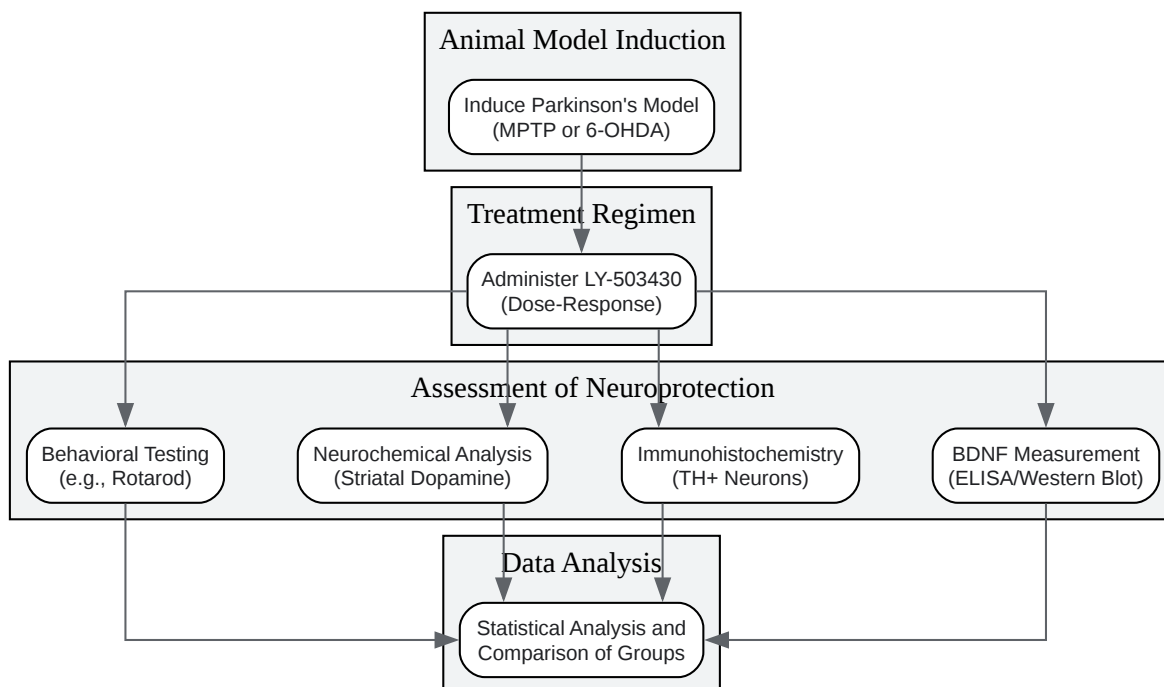 Animal Model Induction
Induce Parkinson's Model
(MPTP or 6-OHDA)
Treatment Regimen
Administer LY-503430
(Dose-Response)
Assessment of Neuroprotection
Behavioral Testing
(e.g., Rotarod)
Neurochemical Analysis
(Striatal Dopamine)
Immunohistochemistry
(TH+ Neurons)
BDNF Measurement
(ELISA/Western Blot)
Data Analysis
Statistical Analysis and
Comparison of Groups